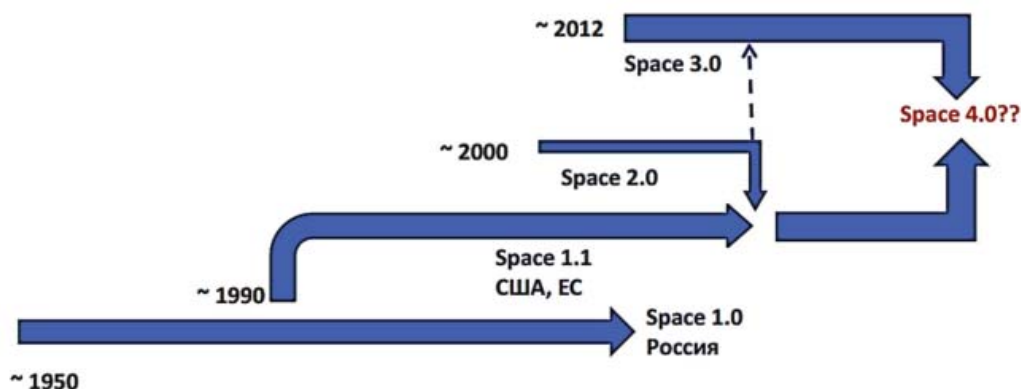 ~ 2012
Space 3.0
Space 4.0??
~ 2000
Space 2.0
Space 1.1
США, ЕС
~ 1990
Space 1.0
Россия
~ 1950